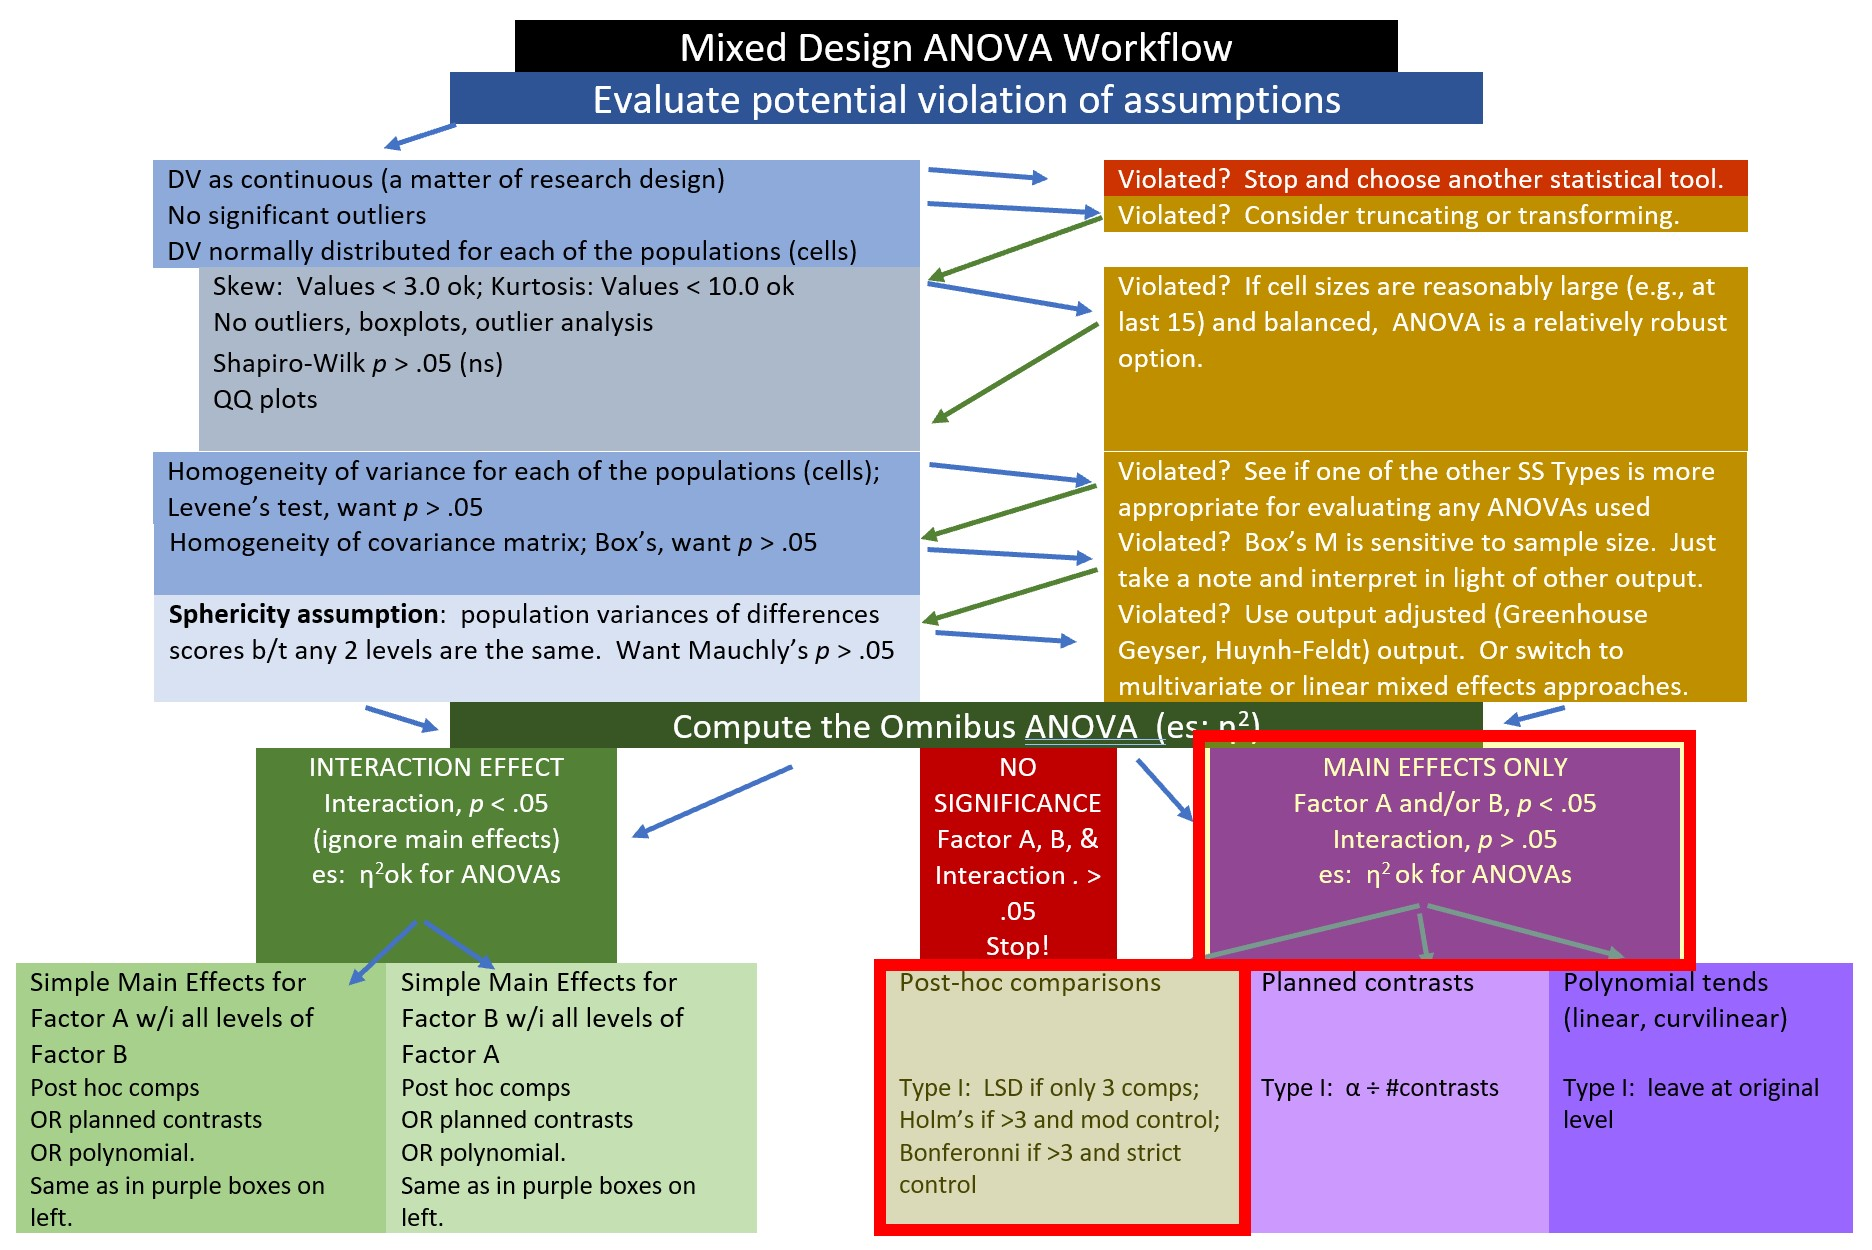 Mixed Design ANOVA Workflow
Evaluate potential violation of assumptions
DV as continuous (a matter of research design)
No significant outliers
DV normally distributed for each of the populations (cells)
Skew:  Values < 3.0 ok; Kurtosis: Values < 10.0 ok
No outliers, boxplots, outlier analysis
Shapiro-Wilk p > .05 (ns)
QQ plots
Violated?  Stop and choose another statistical tool.
Violated?  Consider truncating or transforming.
Violated?  If cell sizes are reasonably large (e.g., at
last 15) and balanced,  ANOVA is a relatively robust
option.
Homogeneity of variance for each of the populations (cells);
Levene’s test, want p > .05
Homogeneity of covariance matrix; Box’s, want p > .05
Violated?  See if one of the other SS Types is more
appropriate for evaluating any ANOVAs used
Violated?  Box’s M is sensitive to sample size.  Just
take a note and interpret in light of other output.
Sphericity assumption:  population variances of differences
scores b/t any 2 levels are the same.  Want Mauchly’s p > .05
Violated?  Use output adjusted (Greenhouse
Geyser, Huynh-Feldt) output.  Or switch to
multivariate or linear mixed effects approaches.
Compute the Omnibus ANOVA  (es: η²)
INTERACTION EFFECT
Interaction, p < .05
(ignore main effects)
es:  η²ok for ANOVAs
NO
SIGNIFICANCE
Factor A, B, &
Interaction . >
.05
Stop!
MAIN EFFECTS ONLY
Factor A and/or B, p < .05
Interaction, p > .05
es:  η² ok for ANOVAs
Simple Main Effects for
Factor A w/i all levels of
Factor B
Post hoc comps
OR planned contrasts
OR polynomial.
Same as in purple boxes on
left.
Simple Main Effects for
Factor B w/i all levels of
Factor A
Post hoc comps
OR planned contrasts
OR polynomial.
Same as in purple boxes on
left.
Post-hoc comparisons
Type I:  LSD if only 3 comps;
Holm’s if >3 and mod control;
Bonferonni if >3 and strict
control
Planned contrasts
Type I:  α ÷ #contrasts
Polynomial tends
(linear, curvilinear)
Type I:  leave at original
level